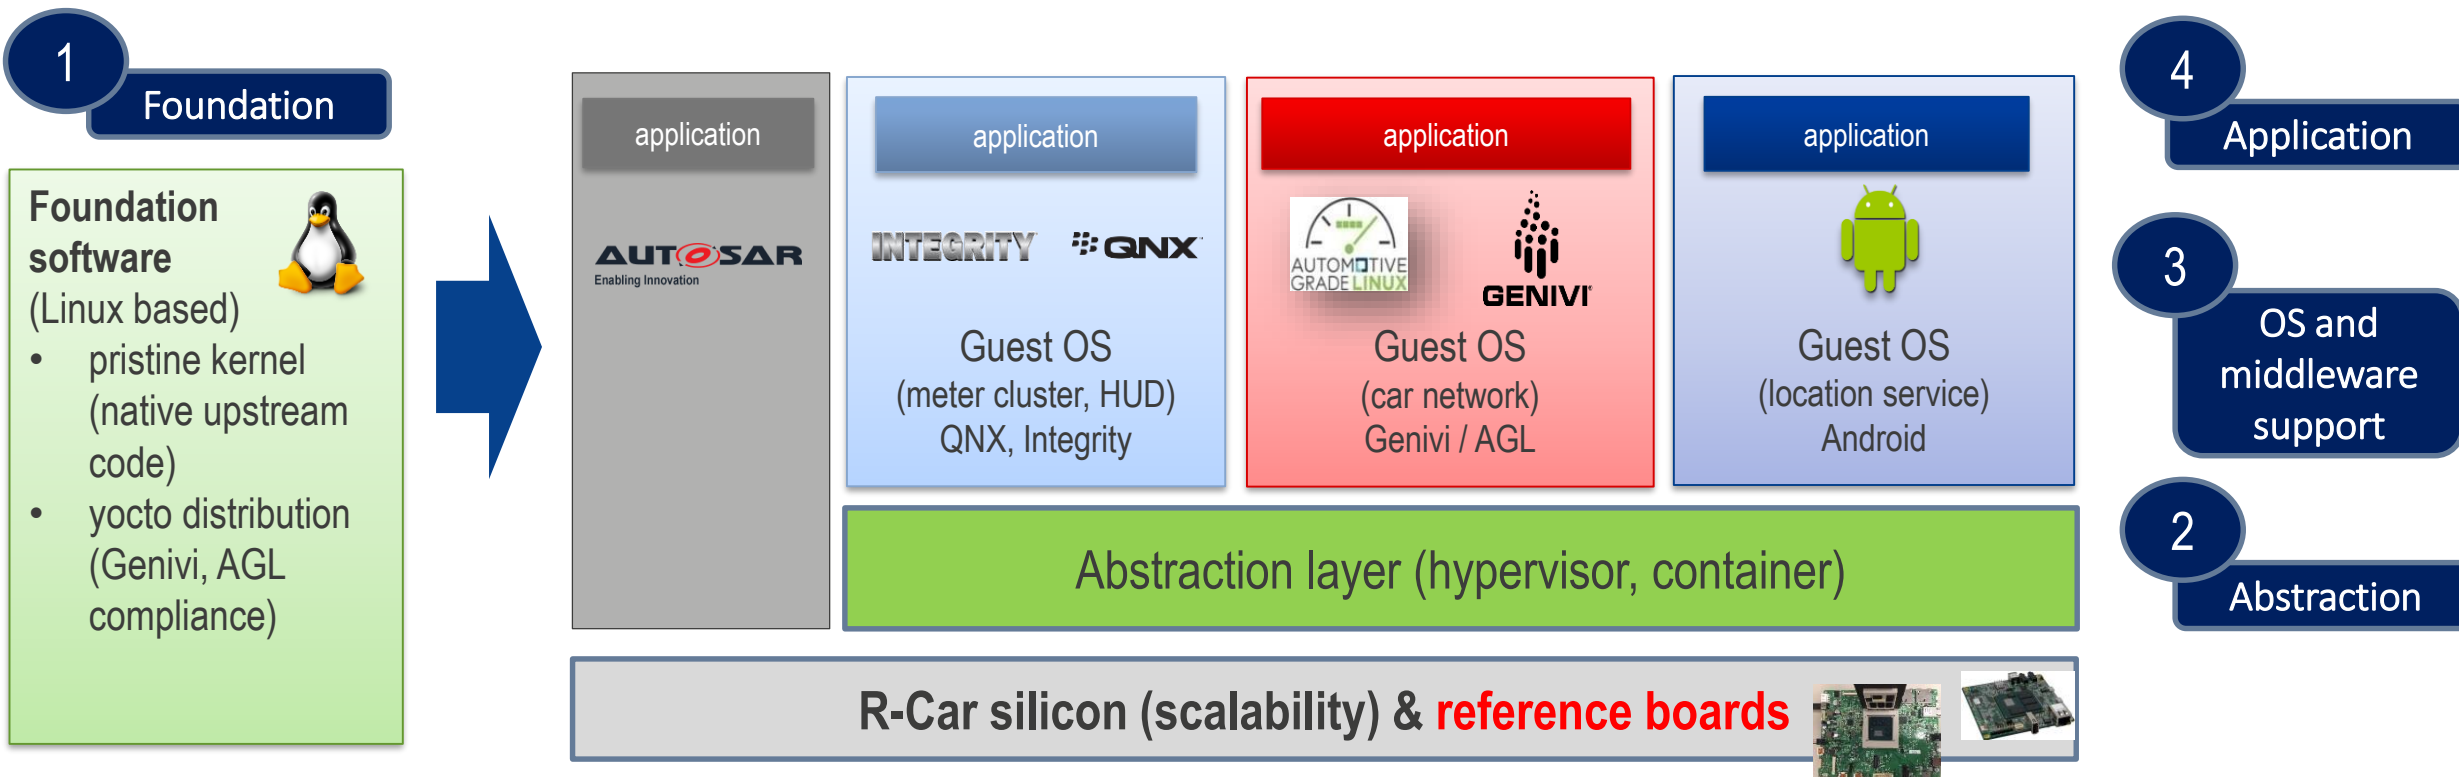 1
Foundation
Foundation
software
(Linux based)
• pristine kernel
(native upstream
code)
• yocto distribution
(Genivi, AGL
compliance)
application
AUTOSAR
Enabling Innovation
application
INTEGRITY
QNX
Guest OS
(meter cluster, HUD)
QNX, Integrity
application
AUTOMOTIVE
GRADE LINUX
GENIVI
Guest OS
(car network)
Genivi / AGL
application
Guest OS
(location service)
Android
Abstraction layer (hypervisor, container)
R-Car silicon (scalability) & reference boards
4
Application
3
OS and
middleware
support
2
Abstraction